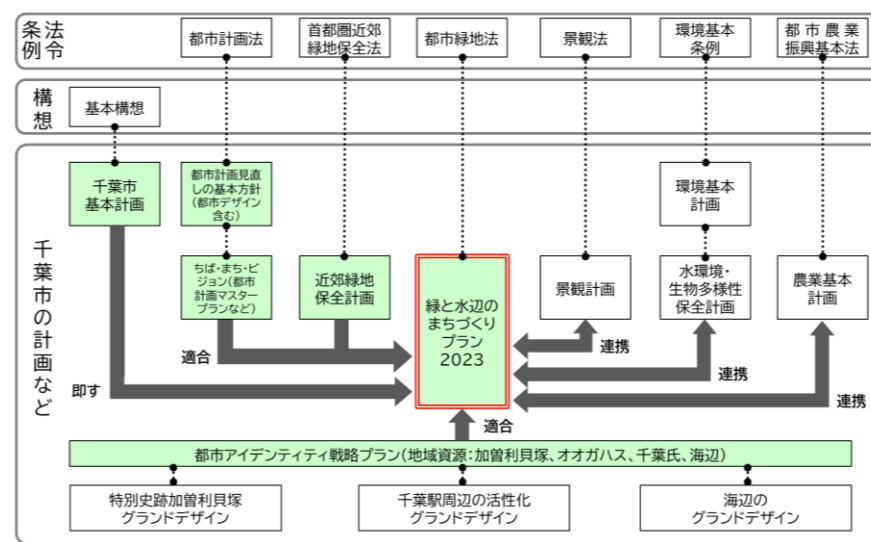 法令
条例
都市計画法
首都圏近郊
緑地保全法
都市緑地法
景観法
環境基本
条例
都市農業
振興基本法
構想
基本構想
千葉市の計画など
千葉市
基本計画
都市計画見直
しの基本方針
(都市デザイン
含む)
環境基本
計画
ちば・まち・ビ
ジョン(都市
計画マスター
プランなど)
近郊緑地
保全計画
緑と水辺の
まちづくり
プラン
2023
景観計画
水環境・
生物多様性
保全計画
農業基本
計画
適合
連携
連携
即す
連携
適合
都市アイデンティティ戦略プラン(地域資源:加曽利貝塚、オオガハス、千葉氏、海辺)
特別史跡加曽利貝塚
グランドデザイン
千葉駅周辺の活性化
グランドデザイン
海辺の
グランドデザイン